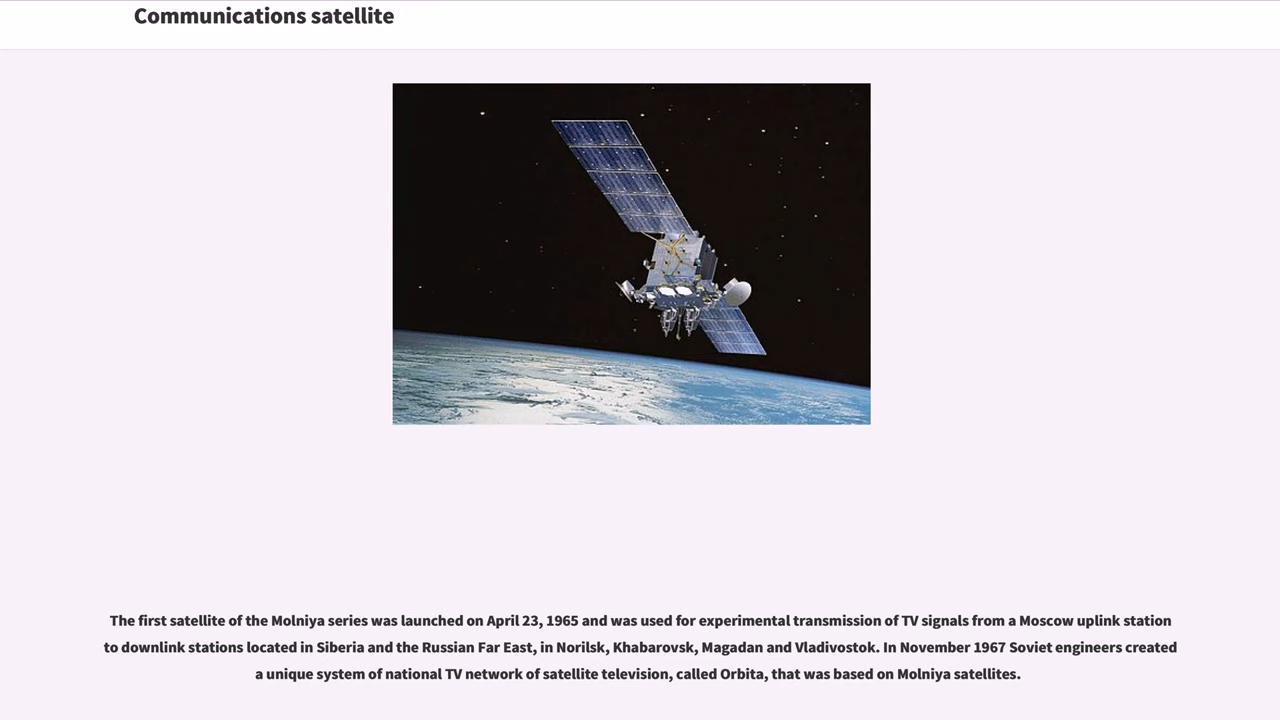 Communications satellite
The first satellite of the Molniya series was launched on April 23, 1965 and was used for experimental transmission of TV signals from a Moscow uplink station
to downlink stations located in Siberia and the Russian Far East, in Norilsk, Khabarovsk, Magadan and Vladivostok. In November 1967 Soviet engineers created
a unique system of national TV network of satellite television, called Orbita, that was based on Molniya satellites.